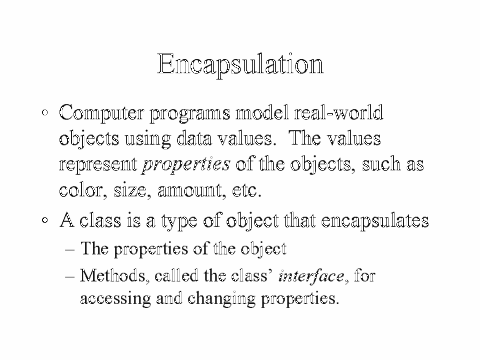 Encapsulation
◦ Computer programs model real-world
objects using data values.  The values
represent properties of the objects, such as
color, size, amount, etc.
◦ A class is a type of object that encapsulates
– The properties of the object
– Methods, called the class’ interface, for
accessing and changing properties.